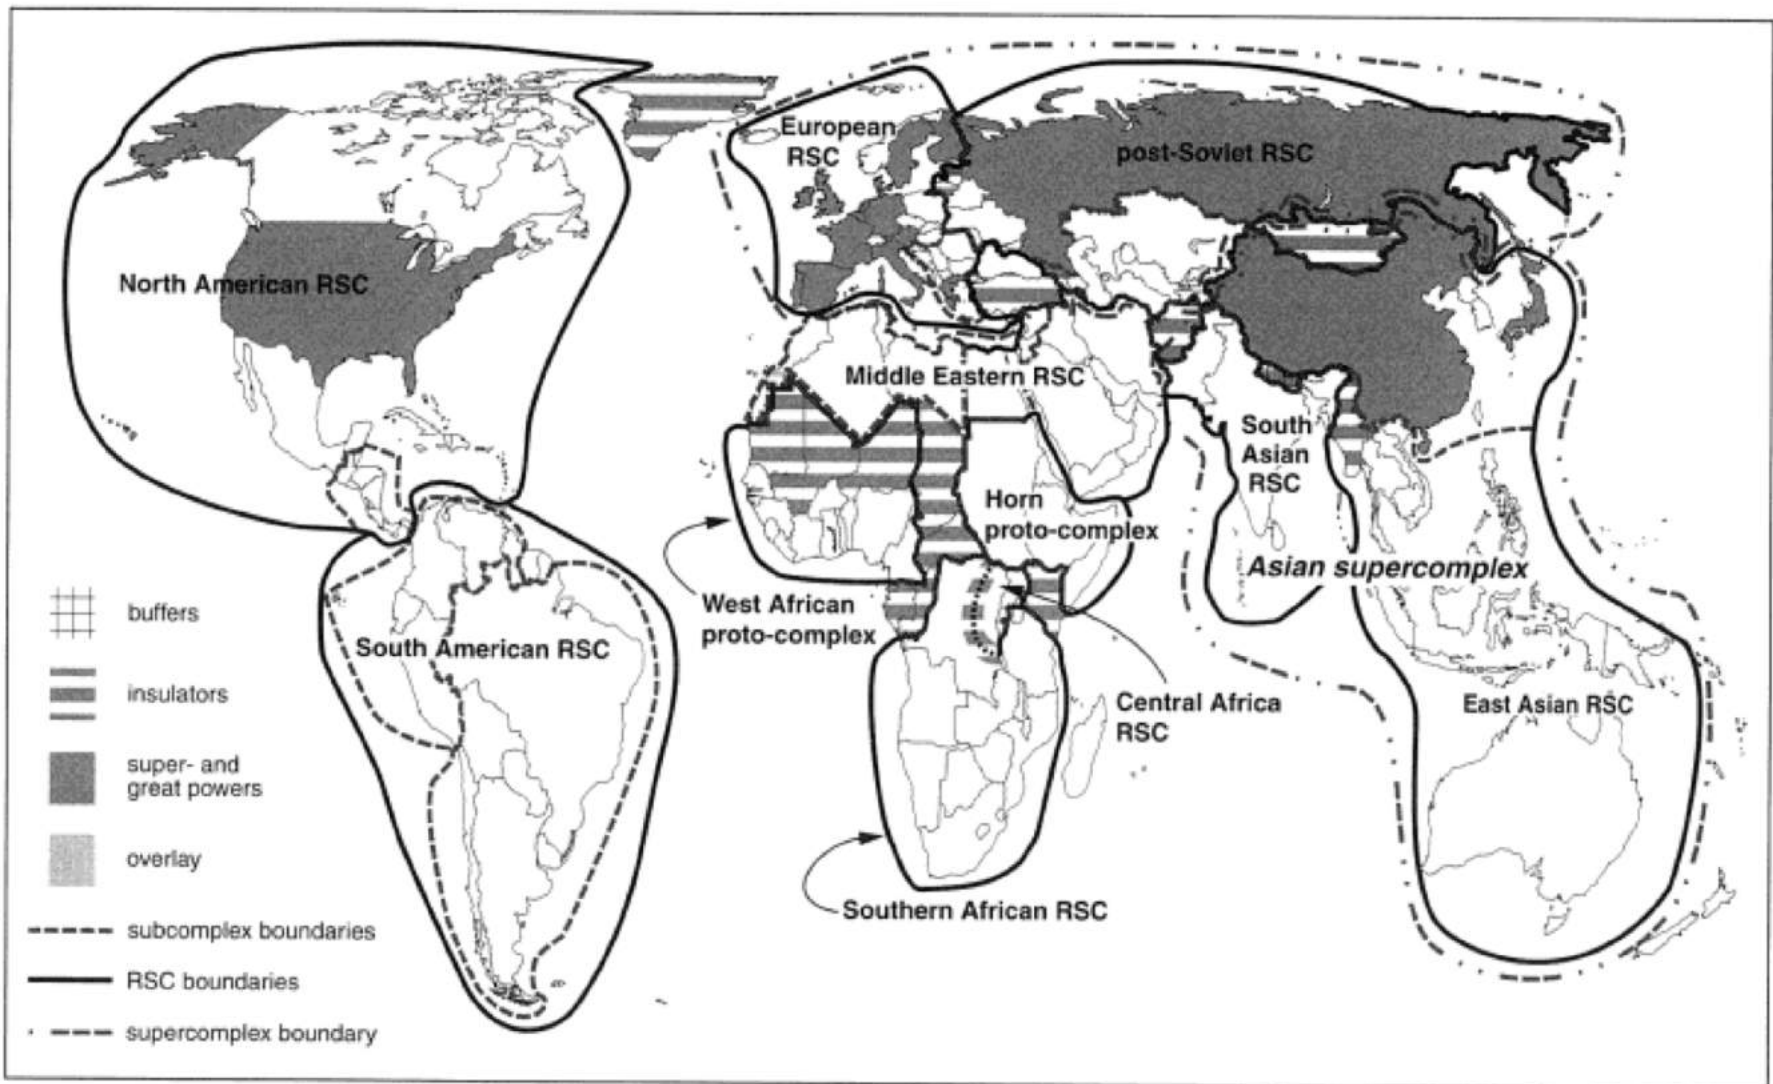 European
RSC
post-Soviet RSC
North American RSC
Middle Eastern RSC
South
Asian
RSC
Horn
proto-complex
Asian supercomplex
West African
proto-complex
South American RSC
Central Africa
RSC
East Asian RSC
Southern African RSC
buffers
insulators
super- and
great powers
overlay
subcomplex boundaries
RSC boundaries
supercomplex boundary